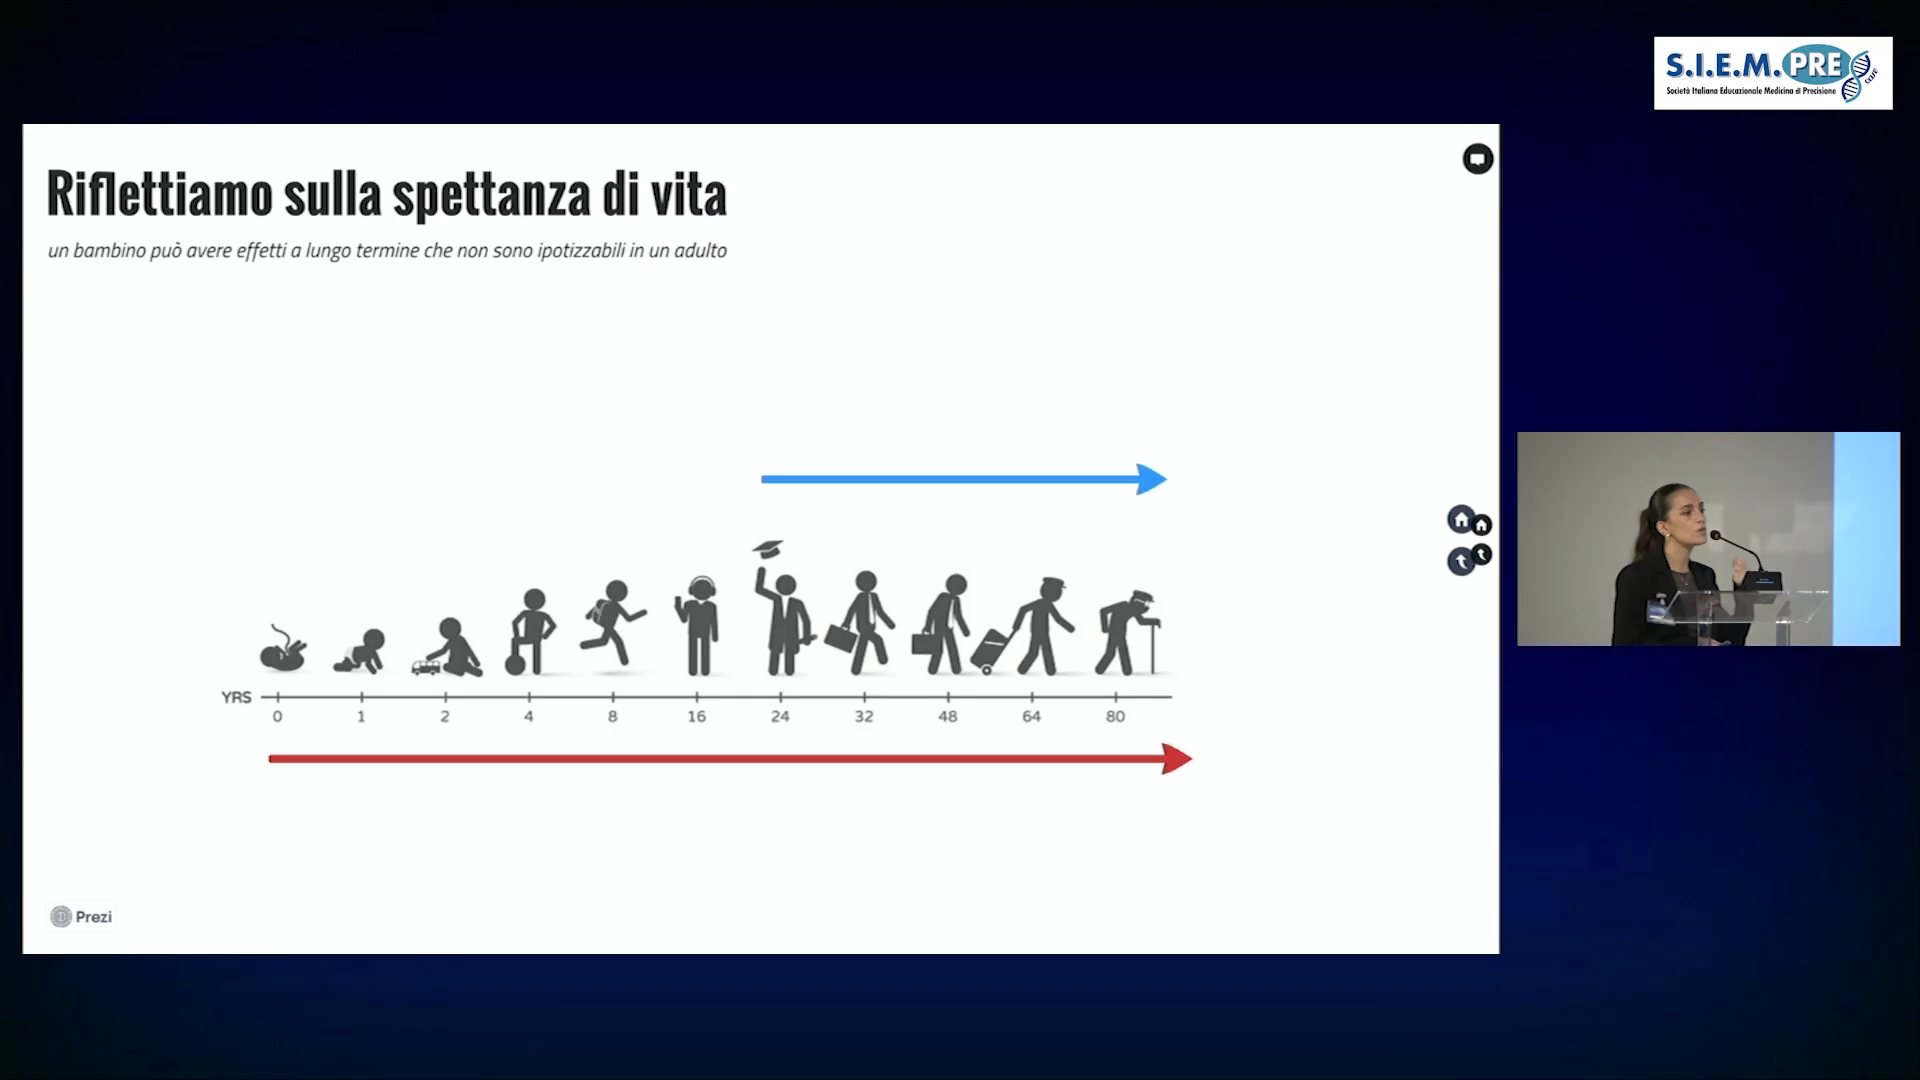 S.I.E.M.PRE
care
Società Italiana Educazionale Medicina di Precisione
Riflettiamo sulla spettanza di vita
un bambino può avere effetti a lungo termine che non sono ipotizzabili in un adulto
YRS
0 1 2 4 8 16 24 32 48 64 80
Prezi